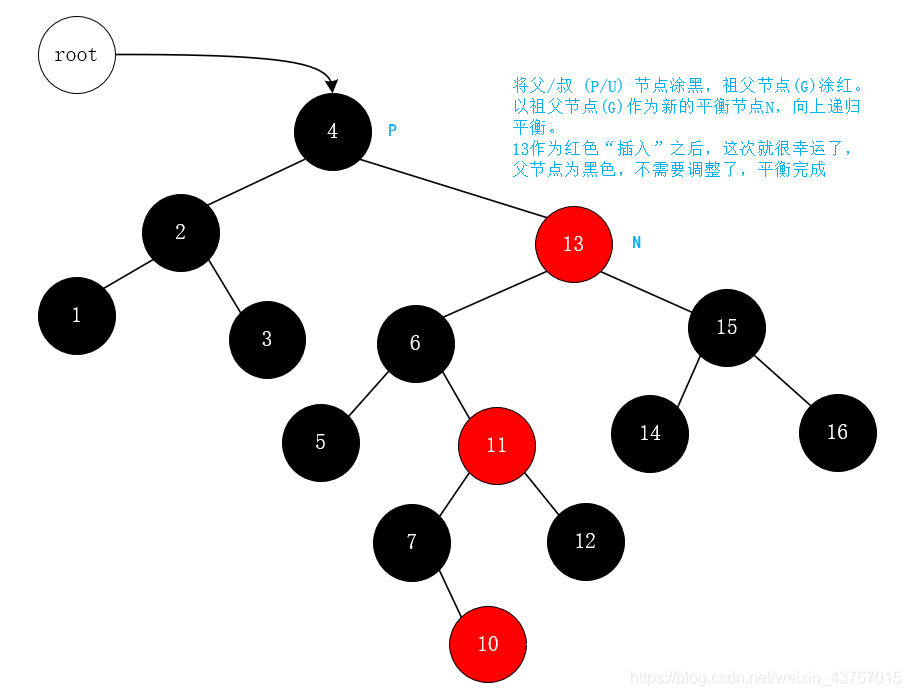 root
将父/叔 (P/U) 节点涂黑，祖父节点(G)涂红。
以祖父节点(G)作为新的平衡节点N，向上递归
平衡。
13作为红色“插入”之后，这次就很幸运了，
父节点为黑色，不需要调整了，平衡完成
4
P
2
13
N
1
3
6
15
5
11
14
16
7
12
10
https://blog.csdn.net/weixin_43767015